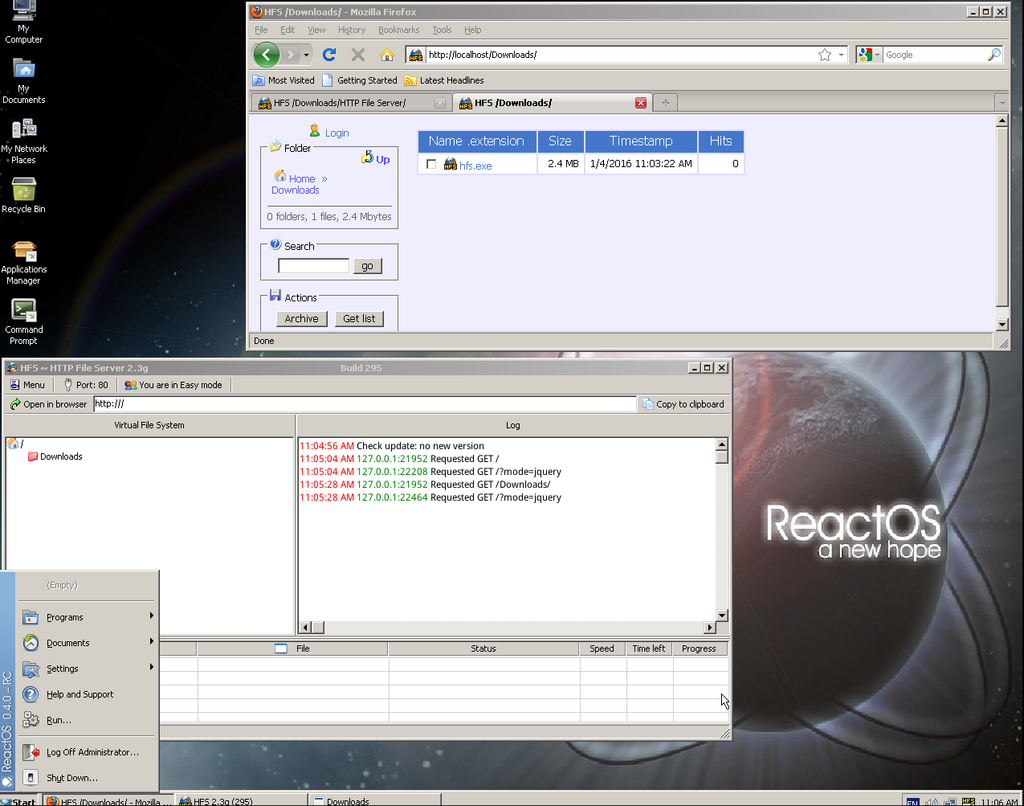 My
Computer
My
Documents
My Network
Places
Recycle Bin
Applications
Manager
Command
Prompt
HFS /Downloads/ - Mozilla Firefox
File Edit View History Bookmarks Tools Help
http://localhost/Downloads/
Google
Most Visited Getting Started Latest Headlines
HFS /Downloads/HTTP File Server/
HFS /Downloads/
Login
Folder
Up
Home »
Downloads
0 folders, 1 files, 2.4 Mbytes
Search
go
Actions
Archive Get list
Name .extension Size Timestamp Hits
hfs.exe 2.4 MB 1/4/2016 11:03:22 AM 0
Done
HFS ~ HTTP File Server 2.3g Build 295
Menu Port: 80 You are in Easy mode
Open in browser http:/// Copy to clipboard
Virtual File System Log
/
Downloads
11:04:56 AM Check update: no new version
11:05:04 AM 127.0.0.1:21952 Requested GET /
11:05:04 AM 127.0.0.1:22208 Requested GET /?mode=jquery
11:05:28 AM 127.0.0.1:21952 Requested GET /Downloads/
11:05:28 AM 127.0.0.1:22464 Requested GET /?mode=jquery
File Status Speed Time left Progress
ReactOS
a new hope
(Empty)
Programs
Documents
Settings
Help and Support
Run...
Log Off Administrator...
Shut Down...
ReactOS 0.4.0 - RC
Start HFS /Downloads/ - Mozilla ... HFS 2.3g (295) Downloads EN 11:06 AM